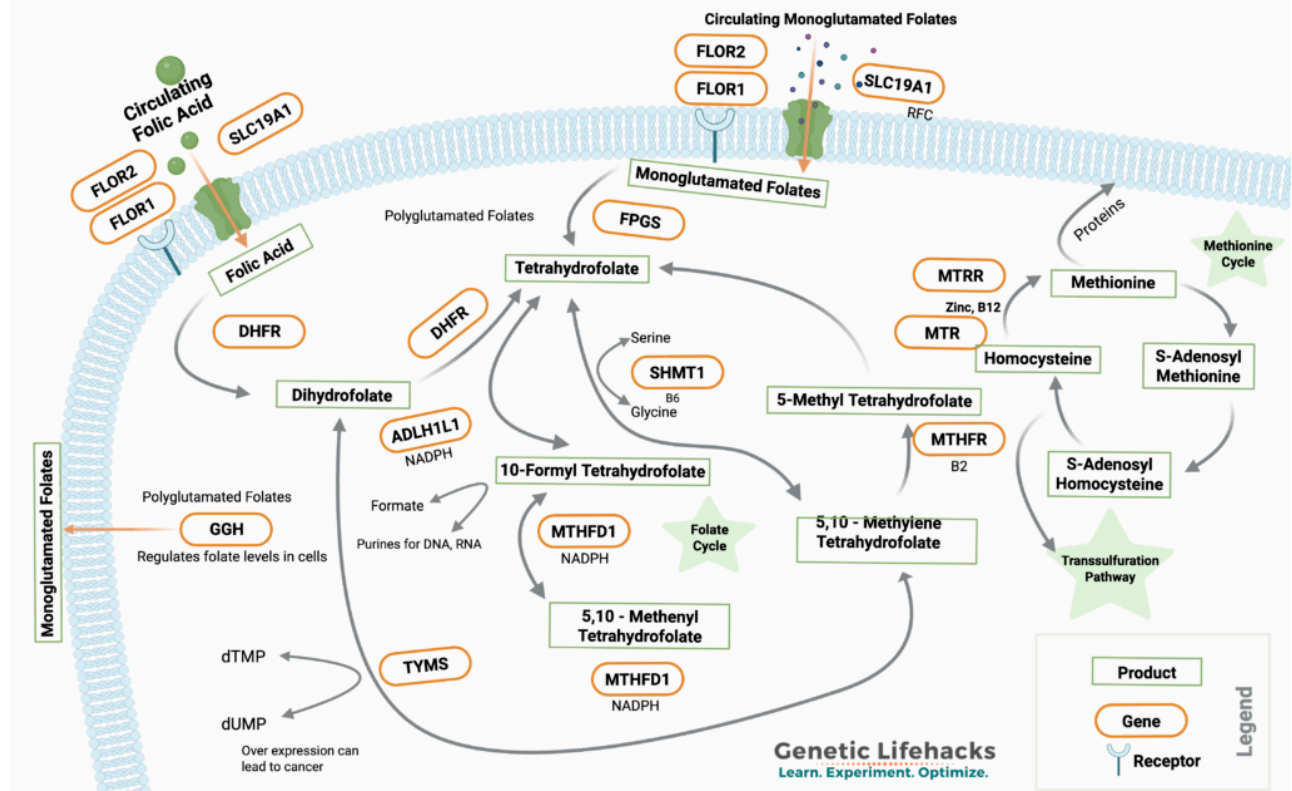 Circulating Monoglutamated Folates
FLOR2
FLOR1
SLC19A1
RFC
Circulating
Folic Acid
SLC19A1
FLOR2
FLOR1
Folic Acid
Monoglutamated Folates
Polyglutamated Folates
FPGS
Tetrahydrofolate
DHFR
DHFR
Dihydrofolate
Serine
SHMT1
B6
Glycine
ADLH1L1
NADPH
10-Formyl Tetrahydrofolate
Formate
Purines for DNA, RNA
MTHFD1
NADPH
Folate
Cycle
5,10 - Methenyl
Tetrahydrofolate
MTHFD1
NADPH
5-Methyl Tetrahydrofolate
MTHFR
B2
5,10 - Methylene
Tetrahydrofolate
Proteins
Methionine
Cycle
MTRR
Zinc, B12
MTR
Methionine
Homocysteine
S-Adenosyl
Methionine
S-Adenosyl
Homocysteine
Transsulfuration
Pathway
Monoglutamated Folates
Polyglutamated Folates
GGH
Regulates folate levels in cells
dTMP
TYMS
dUMP
Over expression can
lead to cancer
Genetic Lifehacks
Learn. Experiment. Optimize.
Product
Gene
Receptor
Legend